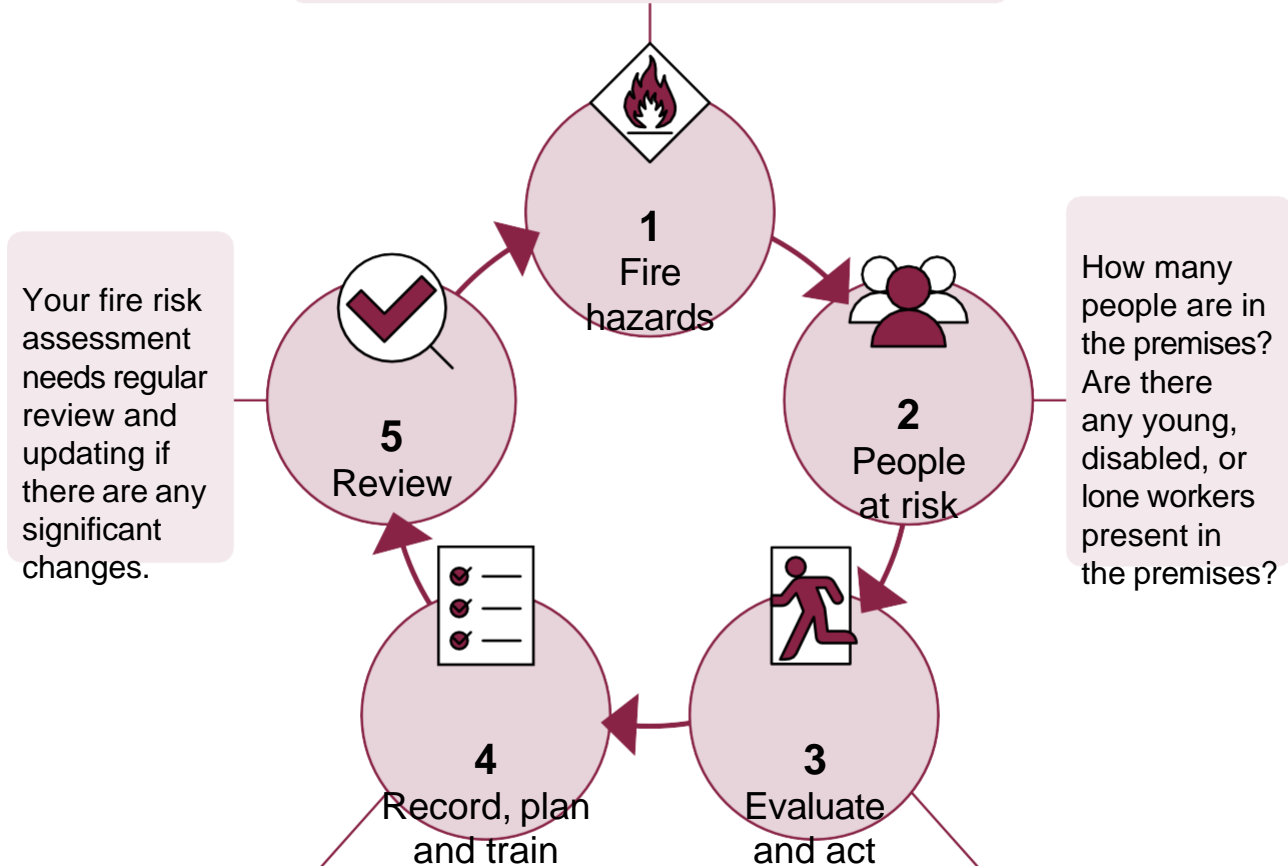 1
Fire
hazards
How many
people are in
the premises?
Are there
any young,
disabled, or
lone workers
present in
the premises?
2
People
at risk
3
Evaluate
and act
4
Record, plan
and train
5
Review
Your fire risk
assessment
needs regular
review and
updating if
there are any
significant
changes.